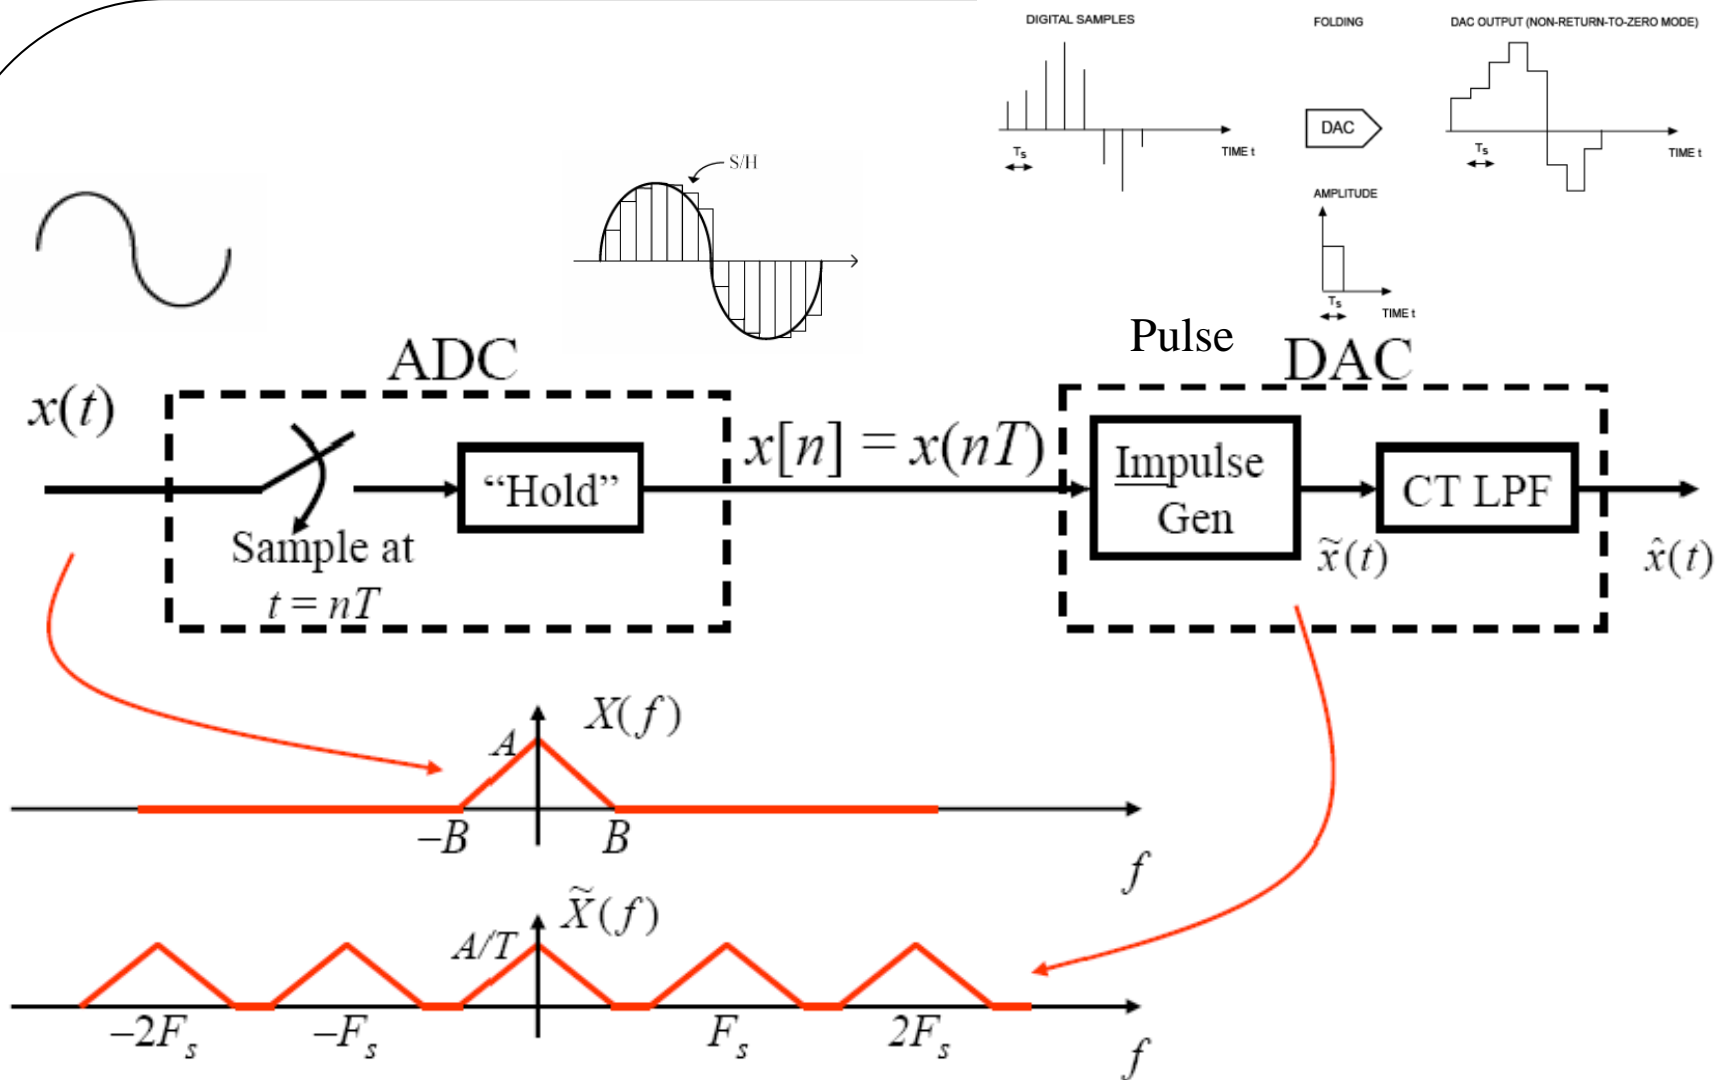 DIGITAL SAMPLES
FOLDING
DAC OUTPUT (NON-RETURN-TO-ZERO MODE)
DAC
Ts
TIME t
Ts
TIME t
S/H
AMPLITUDE
Ts
TIME t
Pulse
ADC
DAC
x(t)
x[n] = x(nT)
"Hold"
Impulse
Gen
CT LPF
Sample at
t = nT
x̃(t)
x̂(t)
X(f)
A
–B
B
f
X̃(f)
A/T
–2Fs
–Fs
Fs
2Fs
f